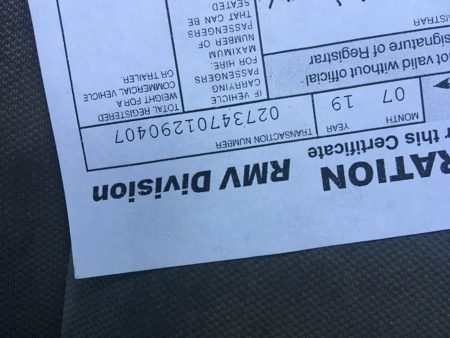 RATION RMV Division
r this Certificate
MONTH YEAR TRANSACTION NUMBER
07 19 02734701290407
not valid without official
signature of Registrar
ISTRAR
IF VEHICLE
CARRYING
PASSENGERS
FOR HIRE:
MAXIMUM
NUMBER OF
PASSENGERS
THAT CAN BE
SEATED
TOTAL REGISTERED
WEIGHT FOR A
COMMERCIAL VEHICLE
OR TRAILER